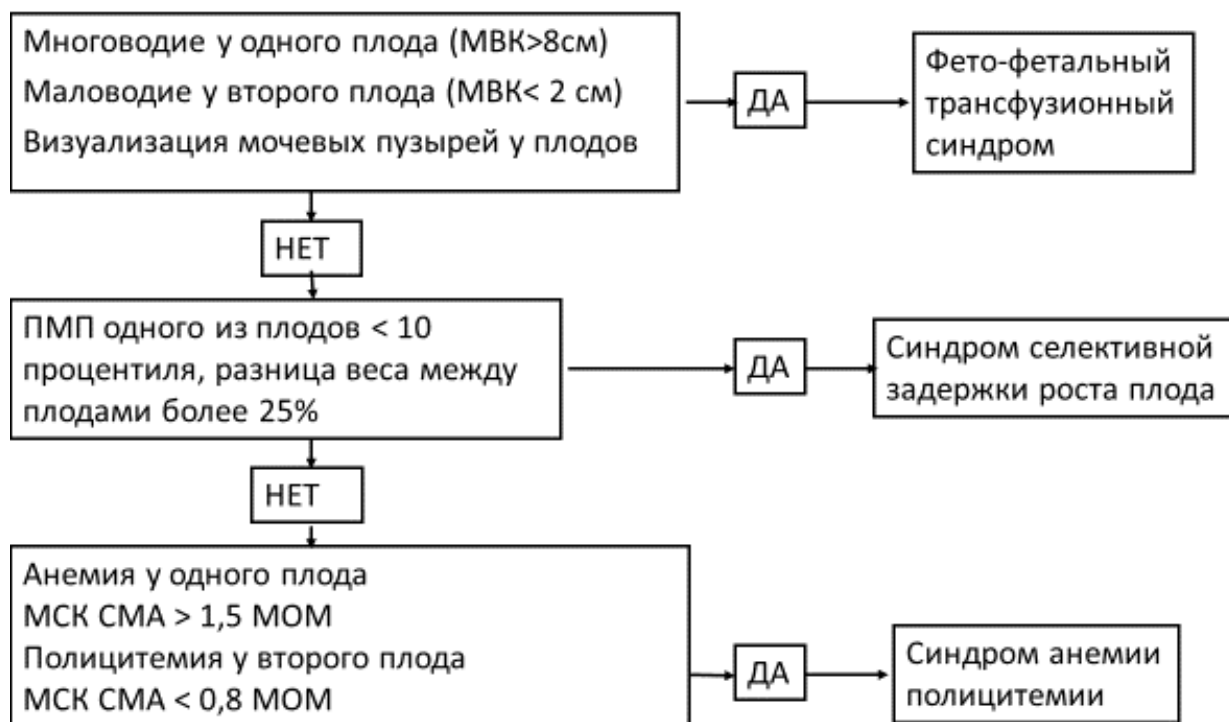 Многоводие у одного плода (МВК>8см)
Маловодие у второго плода (МВК< 2 см)
Визуализация мочевых пузырей у плодов
ДА
Фето-фетальный
трансфузионный
синдром
НЕТ
ПМП одного из плодов < 10
процентиля, разница веса между
плодами более 25%
ДА
Синдром селективной
задержки роста плода
НЕТ
Анемия у одного плода
МСК СМА > 1,5 МОМ
Полицитемия у второго плода
МСК СМА < 0,8 МОМ
ДА
Синдром анемии
полицитемии